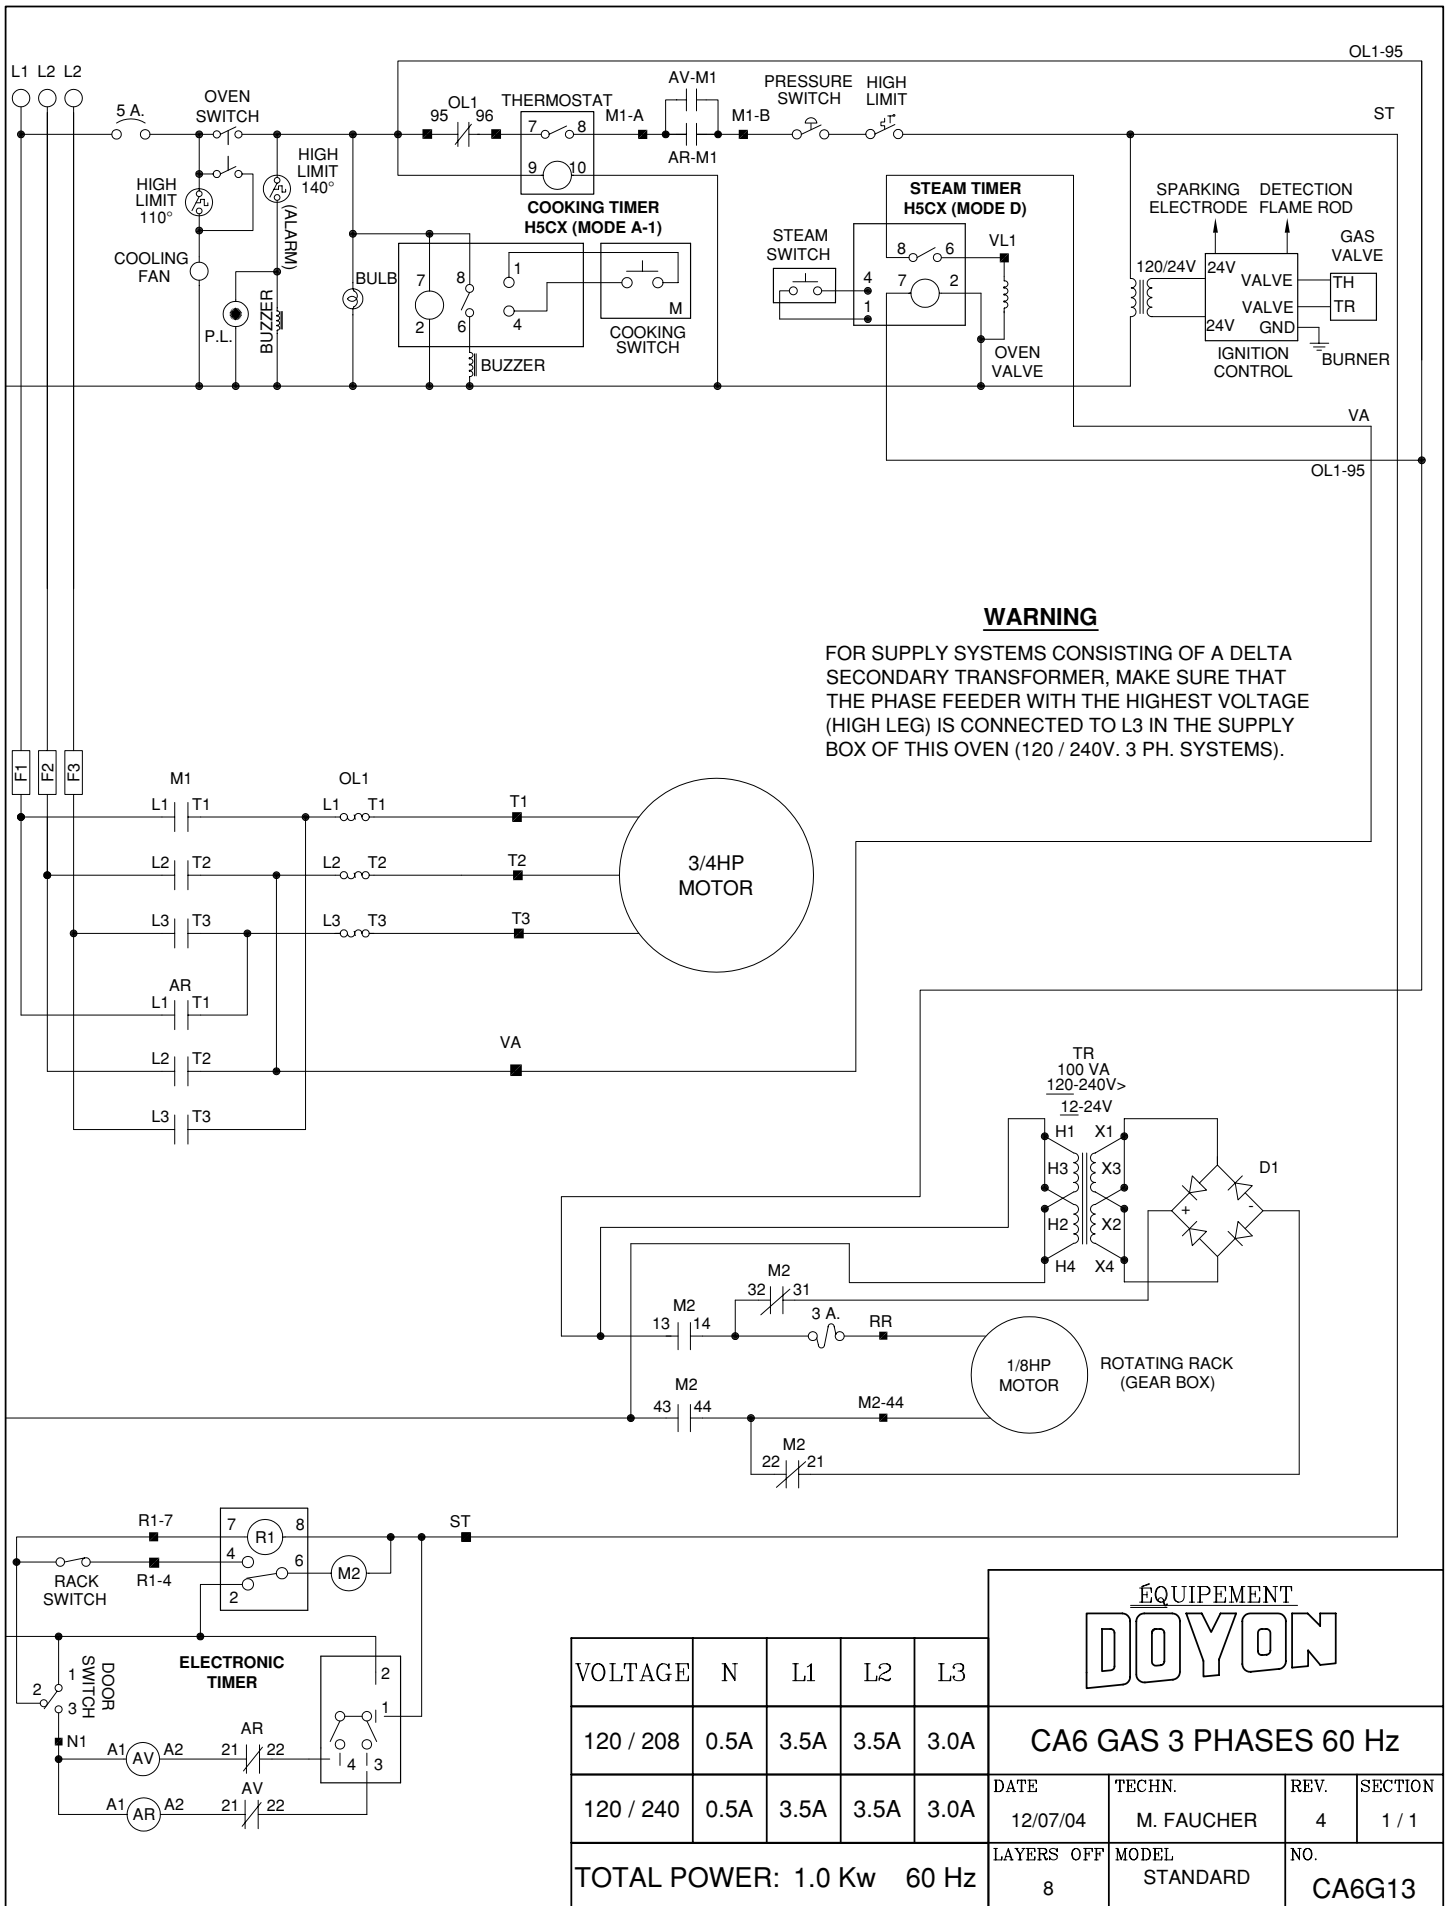 OL1-95
L1 L2 L2
5 A.
OVEN
SWITCH
95 OL1 96
THERMOSTAT
7 8
9 10
M1-A
AV-M1
AR-M1
M1-B
PRESSURE
SWITCH
HIGH
LIMIT
ST
HIGH
LIMIT
110°
HIGH
LIMIT
140°
(ALARM)
COOLING
FAN
P.L.
BUZZER
BULB
COOKING TIMER
H5CX (MODE A-1)
7
2
8
6
1
4
M
COOKING
SWITCH
BUZZER
STEAM TIMER
H5CX (MODE D)
STEAM
SWITCH
4
1
8 6
7 2
VL1
OVEN
VALVE
SPARKING
ELECTRODE
DETECTION
FLAME ROD
GAS
VALVE
120/24V
24V
VALVE
TH
VALVE
TR
24V
GND
IGNITION
CONTROL
BURNER
VA
OL1-95
WARNING
FOR SUPPLY SYSTEMS CONSISTING OF A DELTA
SECONDARY TRANSFORMER, MAKE SURE THAT
THE PHASE FEEDER WITH THE HIGHEST VOLTAGE
(HIGH LEG) IS CONNECTED TO L3 IN THE SUPPLY
BOX OF THIS OVEN (120 / 240V. 3 PH. SYSTEMS).
F1 F2 F3
M1
OL1
L1 T1 L1 T1 T1
L2 T2 L2 T2 T2
L3 T3 L3 T3 T3
3/4HP
MOTOR
AR
L1 T1
L2 T2
VA
L3 T3
TR
100 VA
120-240V>
12-24V
H1 X1
H3 X3
H2 X2
H4 X4
D1
+ -
M2
32 31
M2
13 14
3 A.
RR
1/8HP
MOTOR
ROTATING RACK
(GEAR BOX)
M2
43 44
M2-44
M2
22 21
R1-7
7 R1 8
ST
RACK
SWITCH
R1-4
4
6
2
M2
DOOR
SWITCH
1
2
3
N1
ELECTRONIC
TIMER
2
1
4 3
A1 AV A2
AR
21 22
A1 AR A2
AV
21 22
VOLTAGE N L1 L2 L3
120 / 208 0.5A 3.5A 3.5A 3.0A
120 / 240 0.5A 3.5A 3.5A 3.0A
TOTAL POWER: 1.0 Kw 60 Hz
ÉQUIPEMENT
DOYON
CA6 GAS 3 PHASES 60 Hz
DATE TECHN. REV. SECTION
12/07/04 M. FAUCHER 4 1 / 1
LAYERS OFF MODEL NO.
8 STANDARD CA6G13